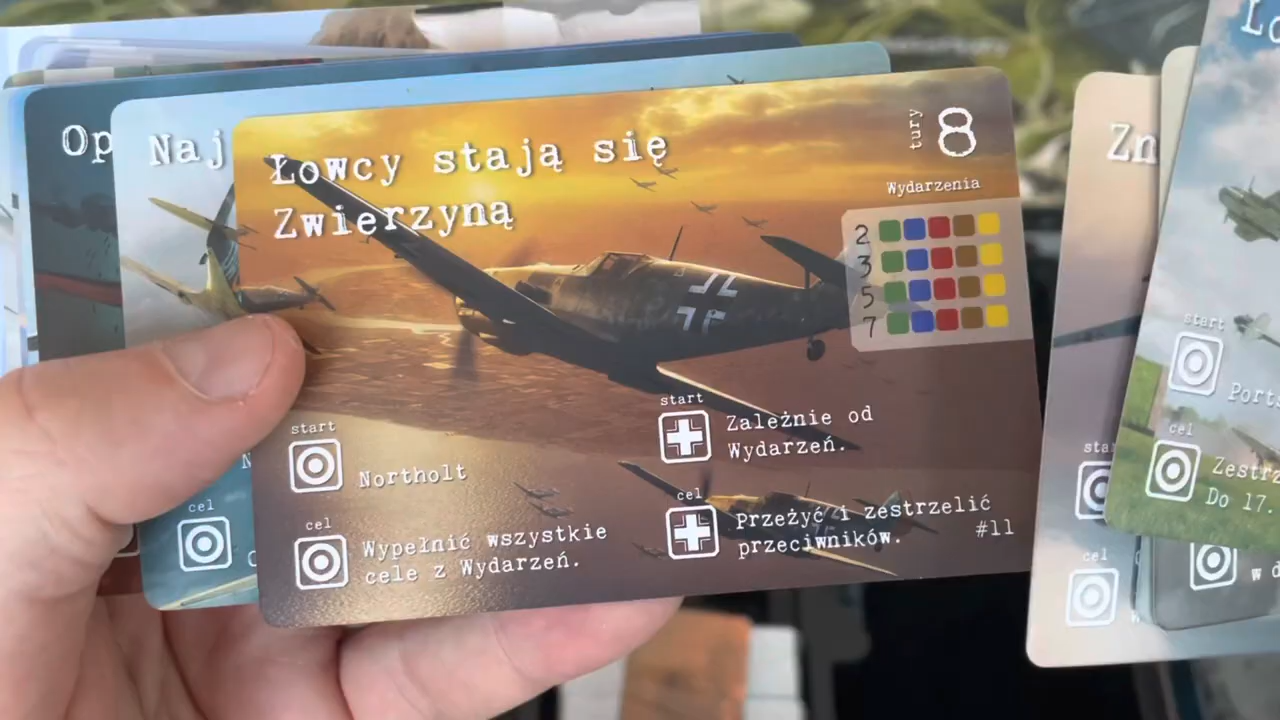 Op
Naj
Łowcy stają się
Zwierzyną
tury
8
Wydarzenia
2
3
5
7
start
Northolt
cel
Wypełnić wszystkie
cele z Wydarzeń.
start
Zależnie od
Wydarzeń.
cel
Przeżyć i zestrzelić
przeciwników.
#11
N
cel
Zn
start
Ports
cel
Zestrz
Do 17.
cel
w d